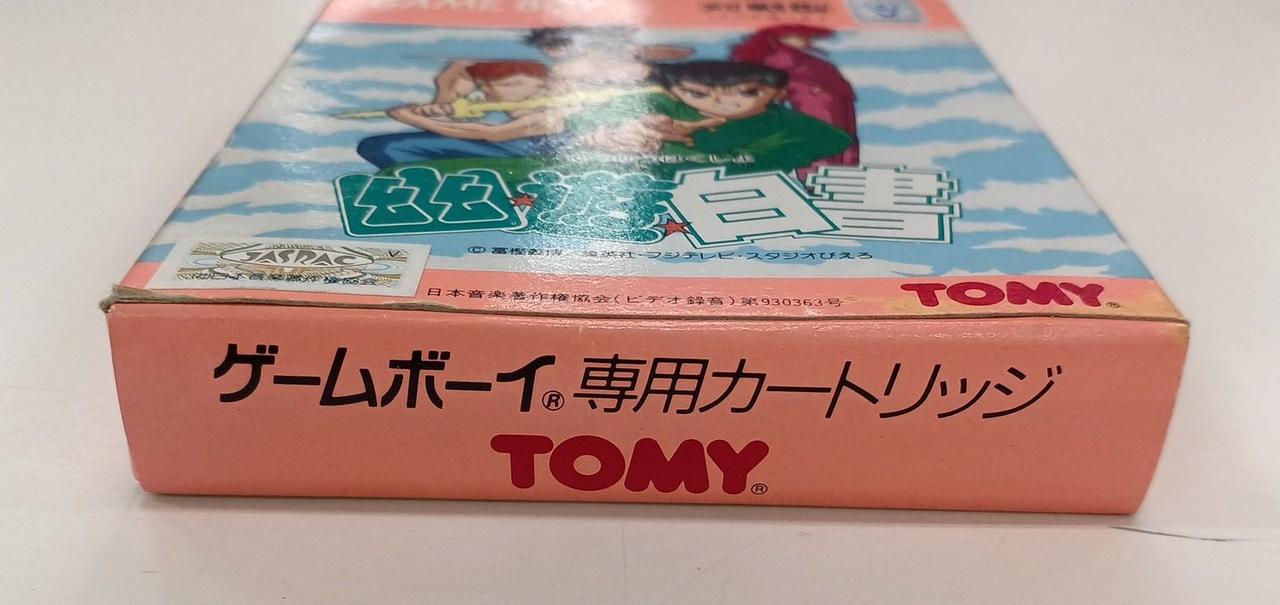 GAME BOY
幽☆遊☆白書
JASRAC
© 冨樫義博 集英社・フジテレビ・スタジオぴえろ
日本音楽著作権協会(ビデオ録音)第930363号
TOMY®
ゲームボーイ®専用カートリッジ
TOMY®